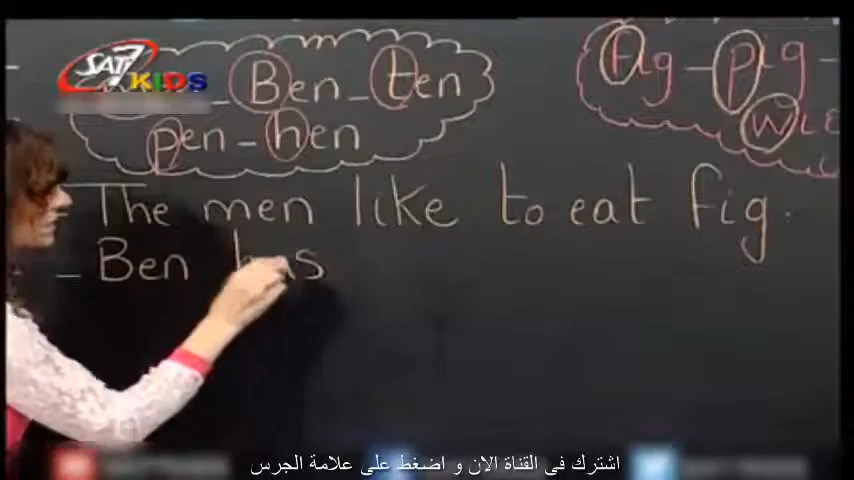 SAT7 KIDS
Ben - ten
fig - pig -
pen - hen
The men like to eat fig.
- Ben has
اشترك فى القناة الان و اضغط على علامة الجرس